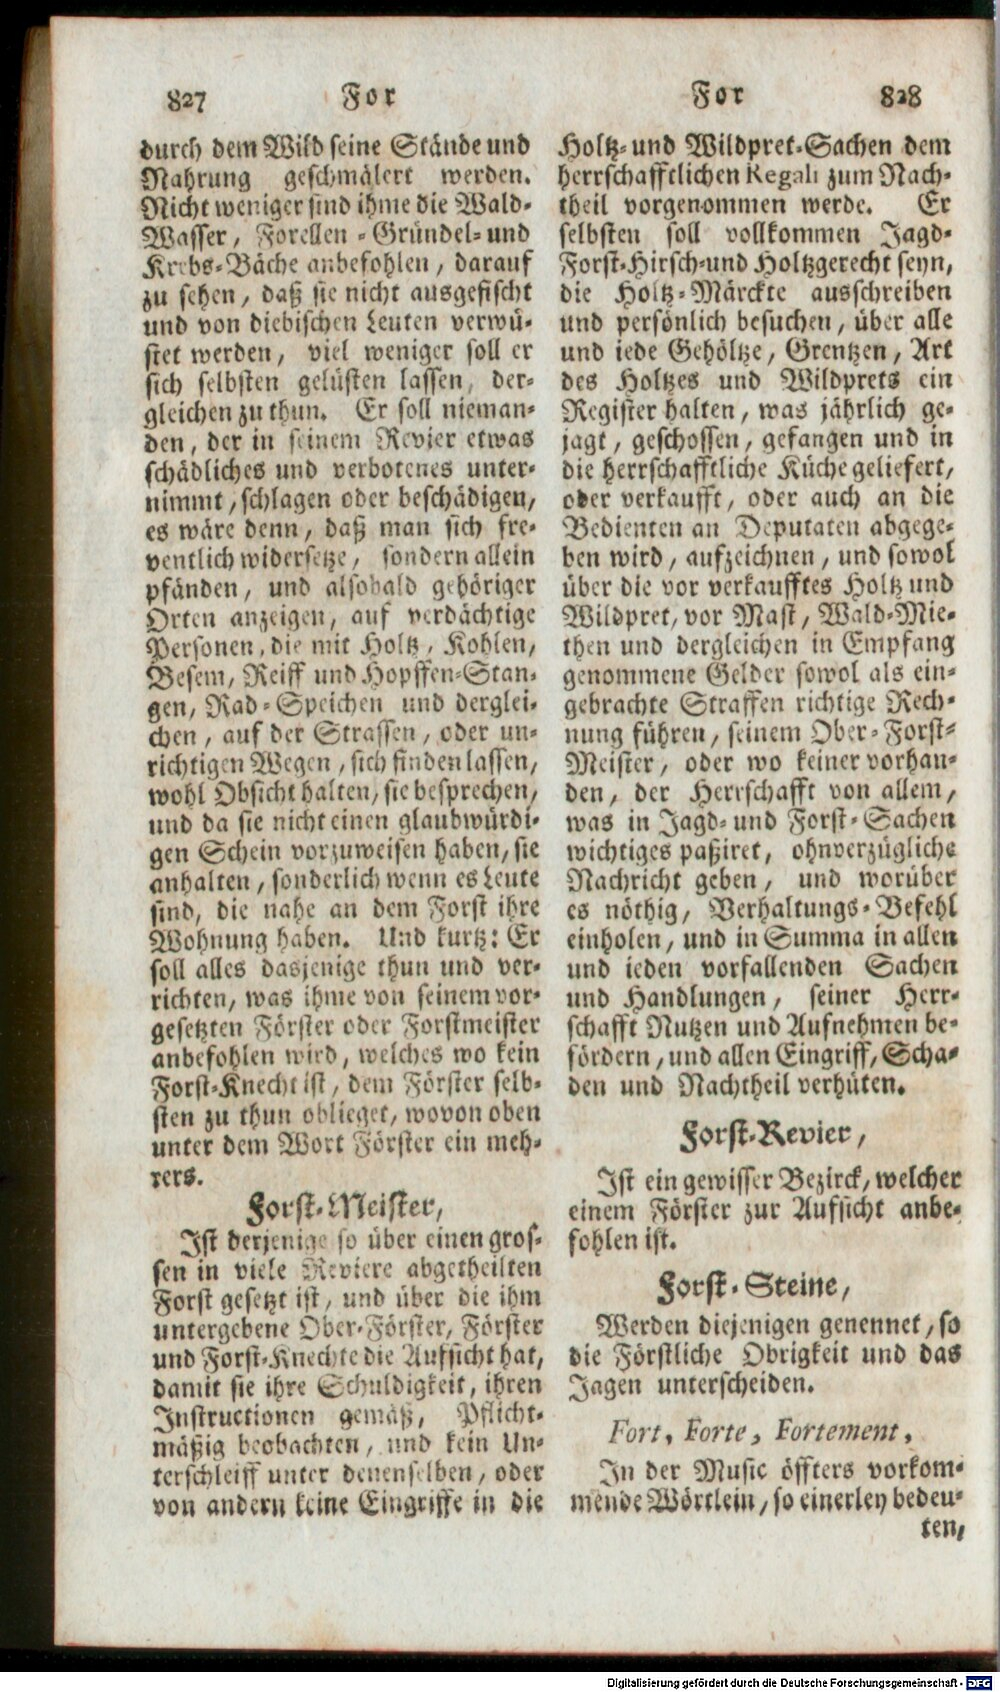 827 For
durch dem Wild seine Stände und
Nahrung geschmälert werden.
Nicht weniger sind ihme die Wald-
Wasser, Forellen-Gründel-und
Krebs-Bäche anbefohlen, darauf
zu sehen, daß sie nicht ausgefischt
und von diebischen Leuten verwü-
stet werden, viel weniger soll er
sich selbsten gelüsten lassen, der-
gleichen zu thun. Er soll nieman-
den, der in seinem Revier etwas
schädliches und verbotenes unter-
nimmt, schlagen oder beschädigen,
es wäre denn, daß man sich fre-
ventlich widersetze, sondern allein
pfänden, und alsobald gehöriger
Orten anzeigen, auf verdächtige
Personen, die mit Holtz, Kohlen,
Besem, Reiff und Hopffen-Stan-
gen, Rad-Speichen und derglei-
chen, auf der Strassen, oder un-
richtigen Wegen, sich finden lassen,
wohl Obsicht halten, sie besprechen,
und da sie nicht einen glaubwürdi-
gen Schein vorzuweisen haben, sie
anhalten, sonderlich wenn es Leute
sind, die nahe an dem Forst ihre
Wohnung haben. Und kurtz: Er
soll alles dasjenige thun und ver-
richten, was ihme von seinem vor-
gesetzten Förster oder Forstmeister
anbefohlen wird, welches wo kein
Forst-Knecht ist, dem Förster selb-
sten zu thun oblieget, wovon oben
unter dem Wort Förster ein meh-
rers.
Forst-Meister,
Ist derjenige so über einen gros-
sen in viele Reviere abgetheilten
Forst gesetzt ist, und über die ihm
untergebene Ober-Förster, Förster
und Forst-Knechte die Aufsicht hat,
damit sie ihre Schuldigkeit, ihren
Instructionen gemäß, Pflicht-
mäßig beobachten, und kein Un-
terschleiff unter denenselben, oder
von andern keine Eingriffe in die
For 828
Holtz-und Wildpret-Sachen dem
herrschafftlichen Regali zum Nach-
theil vorgenommen werde. Er
selbsten soll vollkommen Jagd-
Forst-Hirsch-und Holtzgerecht seyn,
die Holtz-Märckte ausschreiben
und persönlich besuchen, über alle
und iede Gehöltze, Grentzen, Art
des Holtzes und Wildprets ein
Register halten, was jährlich ge-
jagt, geschossen, gefangen und in
die herrschafftliche Küche geliefert,
oder verkaufft, oder auch an die
Bedienten an Deputaten abgege-
ben wird, aufzeichnen, und sowol
über die vor verkaufftes Holtz und
Wildpret, vor Mast, Wald-Mie-
then und dergleichen in Empfang
genommene Gelder sowol als ein-
gebrachte Straffen richtige Rech-
nung führen, seinem Ober-Forst-
Meister, oder wo keiner vorhan-
den, der Herrschafft von allem,
was in Jagd-und Forst-Sachen
wichtiges paßiret, ohnverzügliche
Nachricht geben, und worüber
es nöthig, Verhaltungs-Befehl
einholen, und in Summa in allen
und ieden vorfallenden Sachen
und Handlungen, seiner Herr-
schafft Nutzen und Aufnehmen be-
fördern, und allen Eingriff, Scha-
den und Nachtheil verhüten.
Forst-Revier,
Ist ein gewisser Bezirck, welcher
einem Förster zur Aufsicht anbe-
fohlen ist.
Forst-Steine,
Werden diejenigen genennet, so
die Förstliche Obrigkeit und das
Jagen unterscheiden.
Fort, Forte, Fortement,
In der Music öffters vorkom-
mende Wörtlein, so einerley bedeu-
ten,
Digitalisierung gefördert durch die Deutsche Forschungsgemeinschaft - DFG